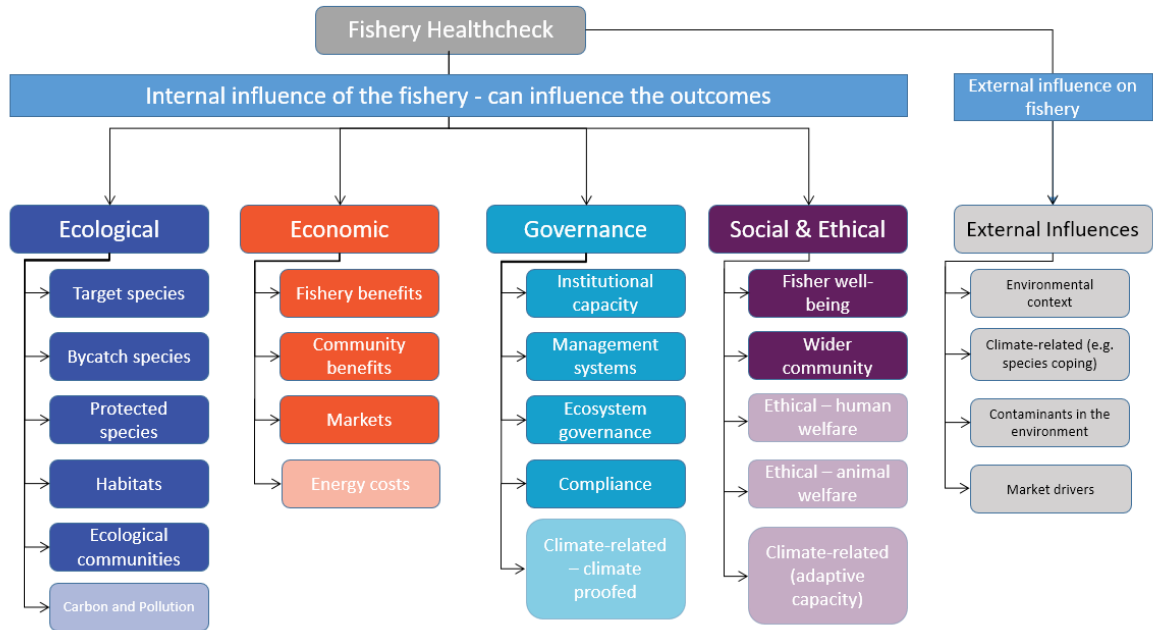 Fishery Healthcheck
Internal influence of the fishery - can influence the outcomes
External influence on
fishery
Ecological
Target species
Bycatch species
Protected
species
Habitats
Ecological
communities
Carbon and Pollution
Economic
Fishery benefits
Community
benefits
Markets
Energy costs
Governance
Institutional
capacity
Management
systems
Ecosystem
governance
Compliance
Climate-related
– climate
proofed
Social & Ethical
Fisher well-
being
Wider
community
Ethical – human
welfare
Ethical – animal
welfare
Climate-related
(adaptive
capacity)
External Influences
Environmental
context
Climate-related (e.g.
species coping)
Contaminants in the
environment
Market drivers